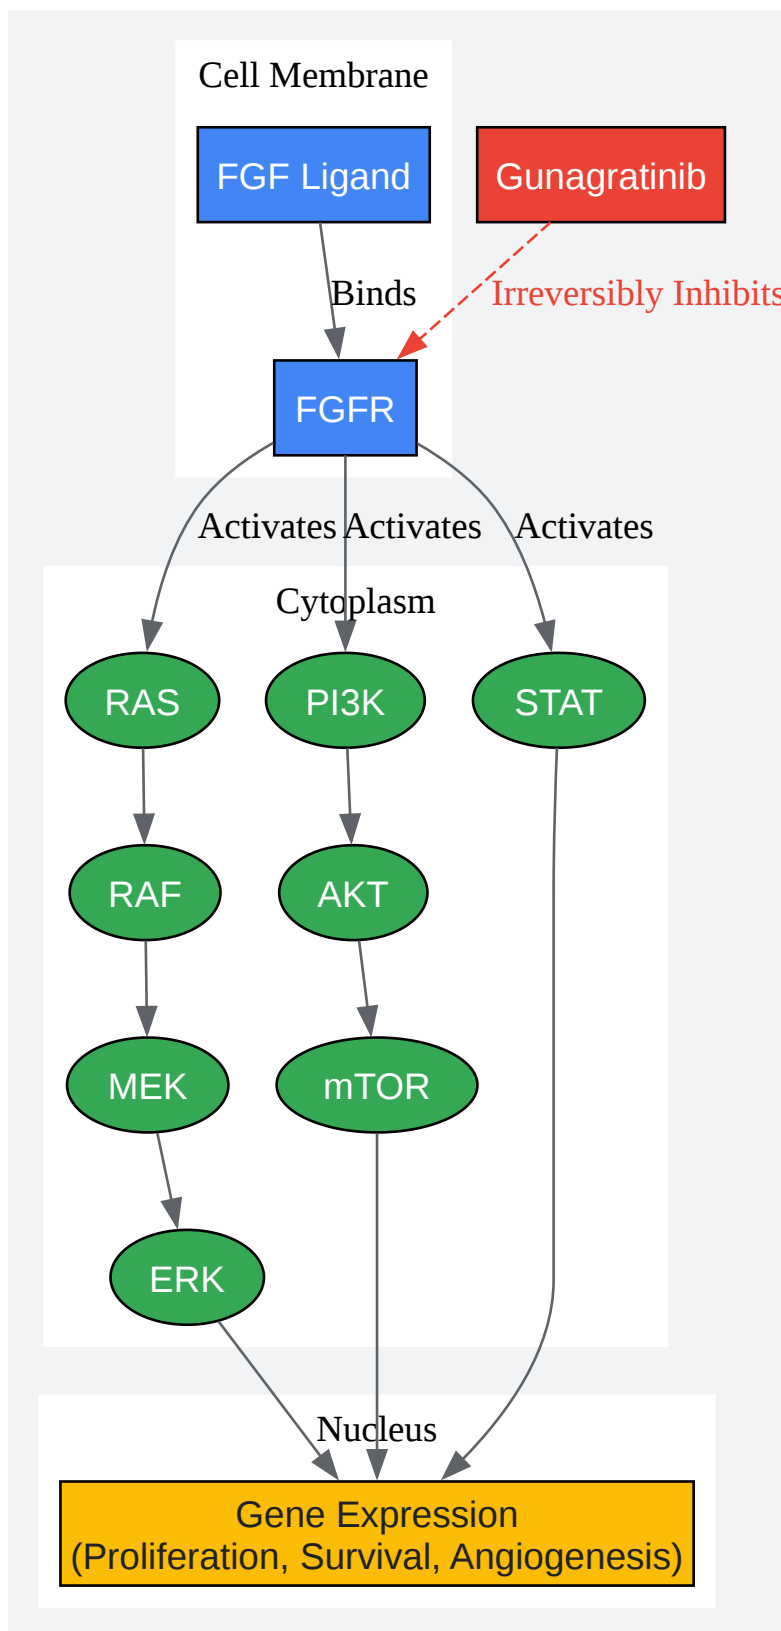 Cell Membrane
FGF Ligand
Gunagratinib
Binds
Irreversibly Inhibits
FGFR
Activates
Activates
Activates
Cytoplasm
RAS
PI3K
STAT
RAF
AKT
MEK
mTOR
ERK
Nucleus
Gene Expression
(Proliferation, Survival, Angiogenesis)